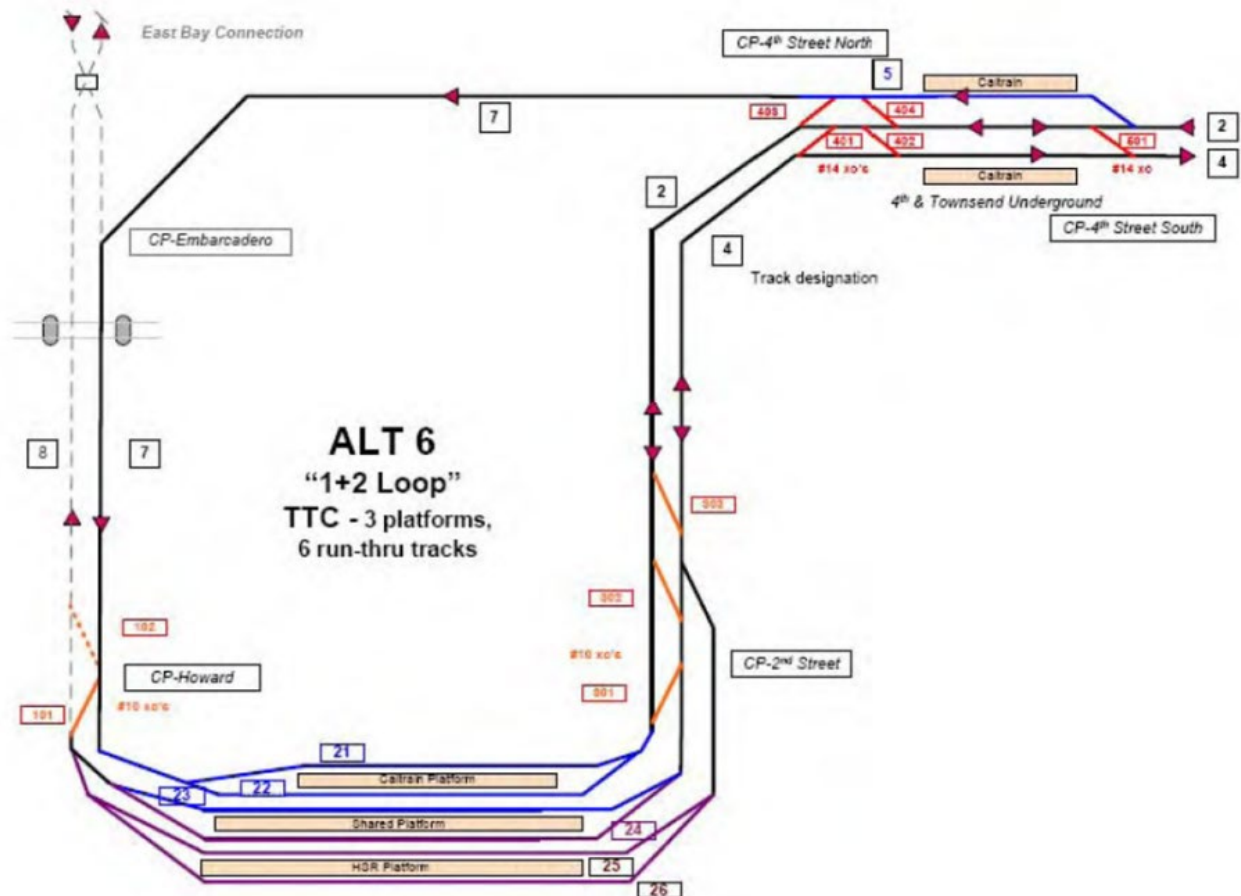 East Bay Connection
CP-4th Street North
5
Caltrain
7
405
404
2
401
402
601
4
#14 xo's
#14 xo
Caltrain
2
4th & Townsend Underground
CP-4th Street South
CP-Embarcadero
4
Track designation
8
7
ALT 6
"1+2 Loop"
TTC - 3 platforms,
6 run-thru tracks
102
#10 xo's
CP-2nd Street
CP-Howard
101
#10 xo's
21
Caltrain Platform
22
23
Shared Platform
24
HSR Platform
25
26